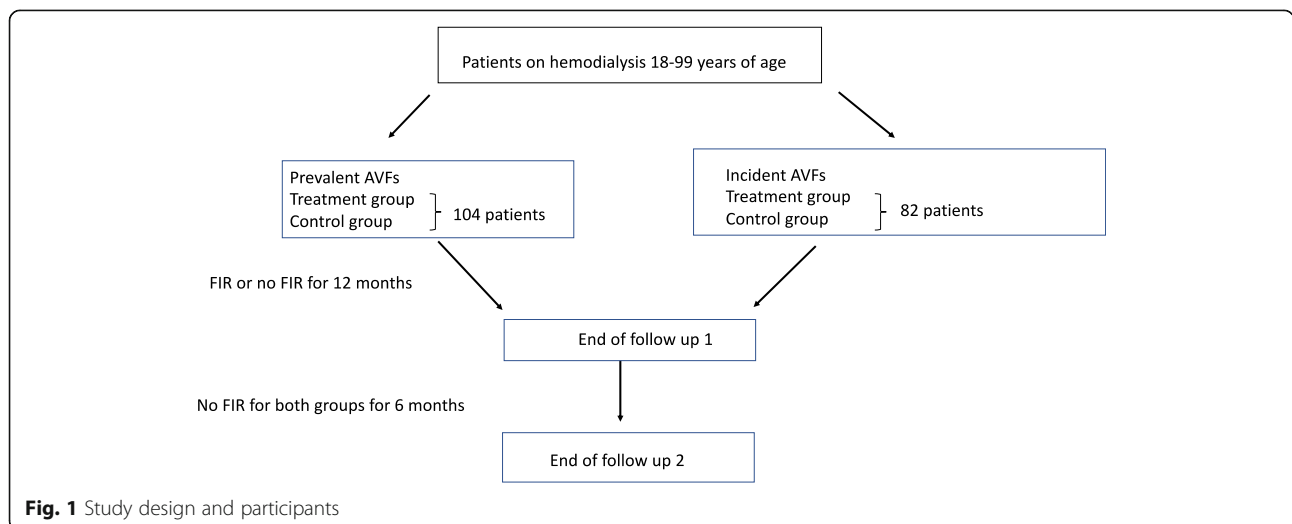 Patients on hemodialysis 18-99 years of age
Prevalent AVFs
Treatment group
Control group
104 patients
Incident AVFs
Treatment group
Control group
82 patients
FIR or no FIR for 12 months
End of follow up 1
No FIR for both groups for 6 months
End of follow up 2
Fig. 1 Study design and participants